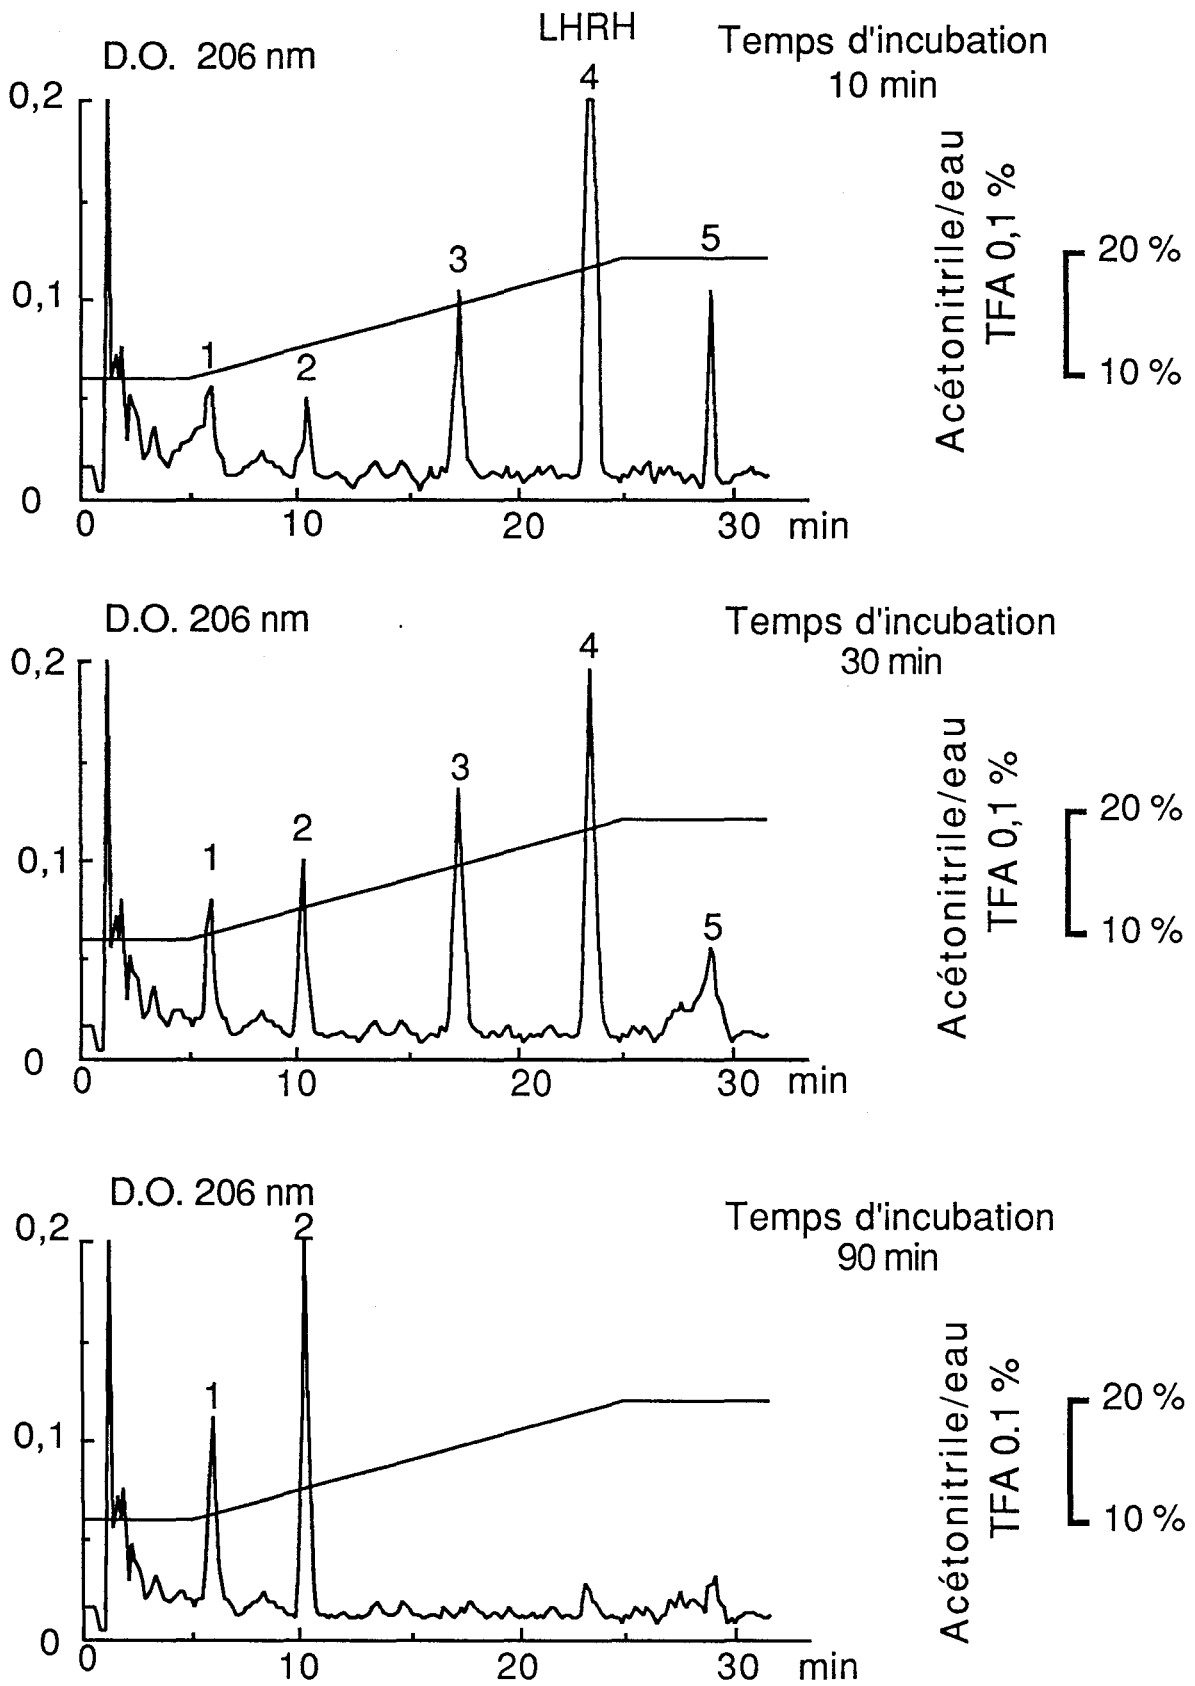 LHRH
D.O. 206 nm
Temps d'incubation
10 min
4
0,2
Acétonitrile/eau
TFA 0,1 %
5
20 %
3
0,1
1
2
10 %
0
0 10 20 30 min
D.O. 206 nm
Temps d'incubation
30 min
4
0,2
Acétonitrile/eau
TFA 0,1 %
3
20 %
2
1
0,1
5
10 %
0
0 10 20 30 min
D.O. 206 nm
Temps d'incubation
90 min
2
0,2
Acétonitrile/eau
TFA 0.1 %
1
20 %
0,1
10 %
0
0 10 20 30 min